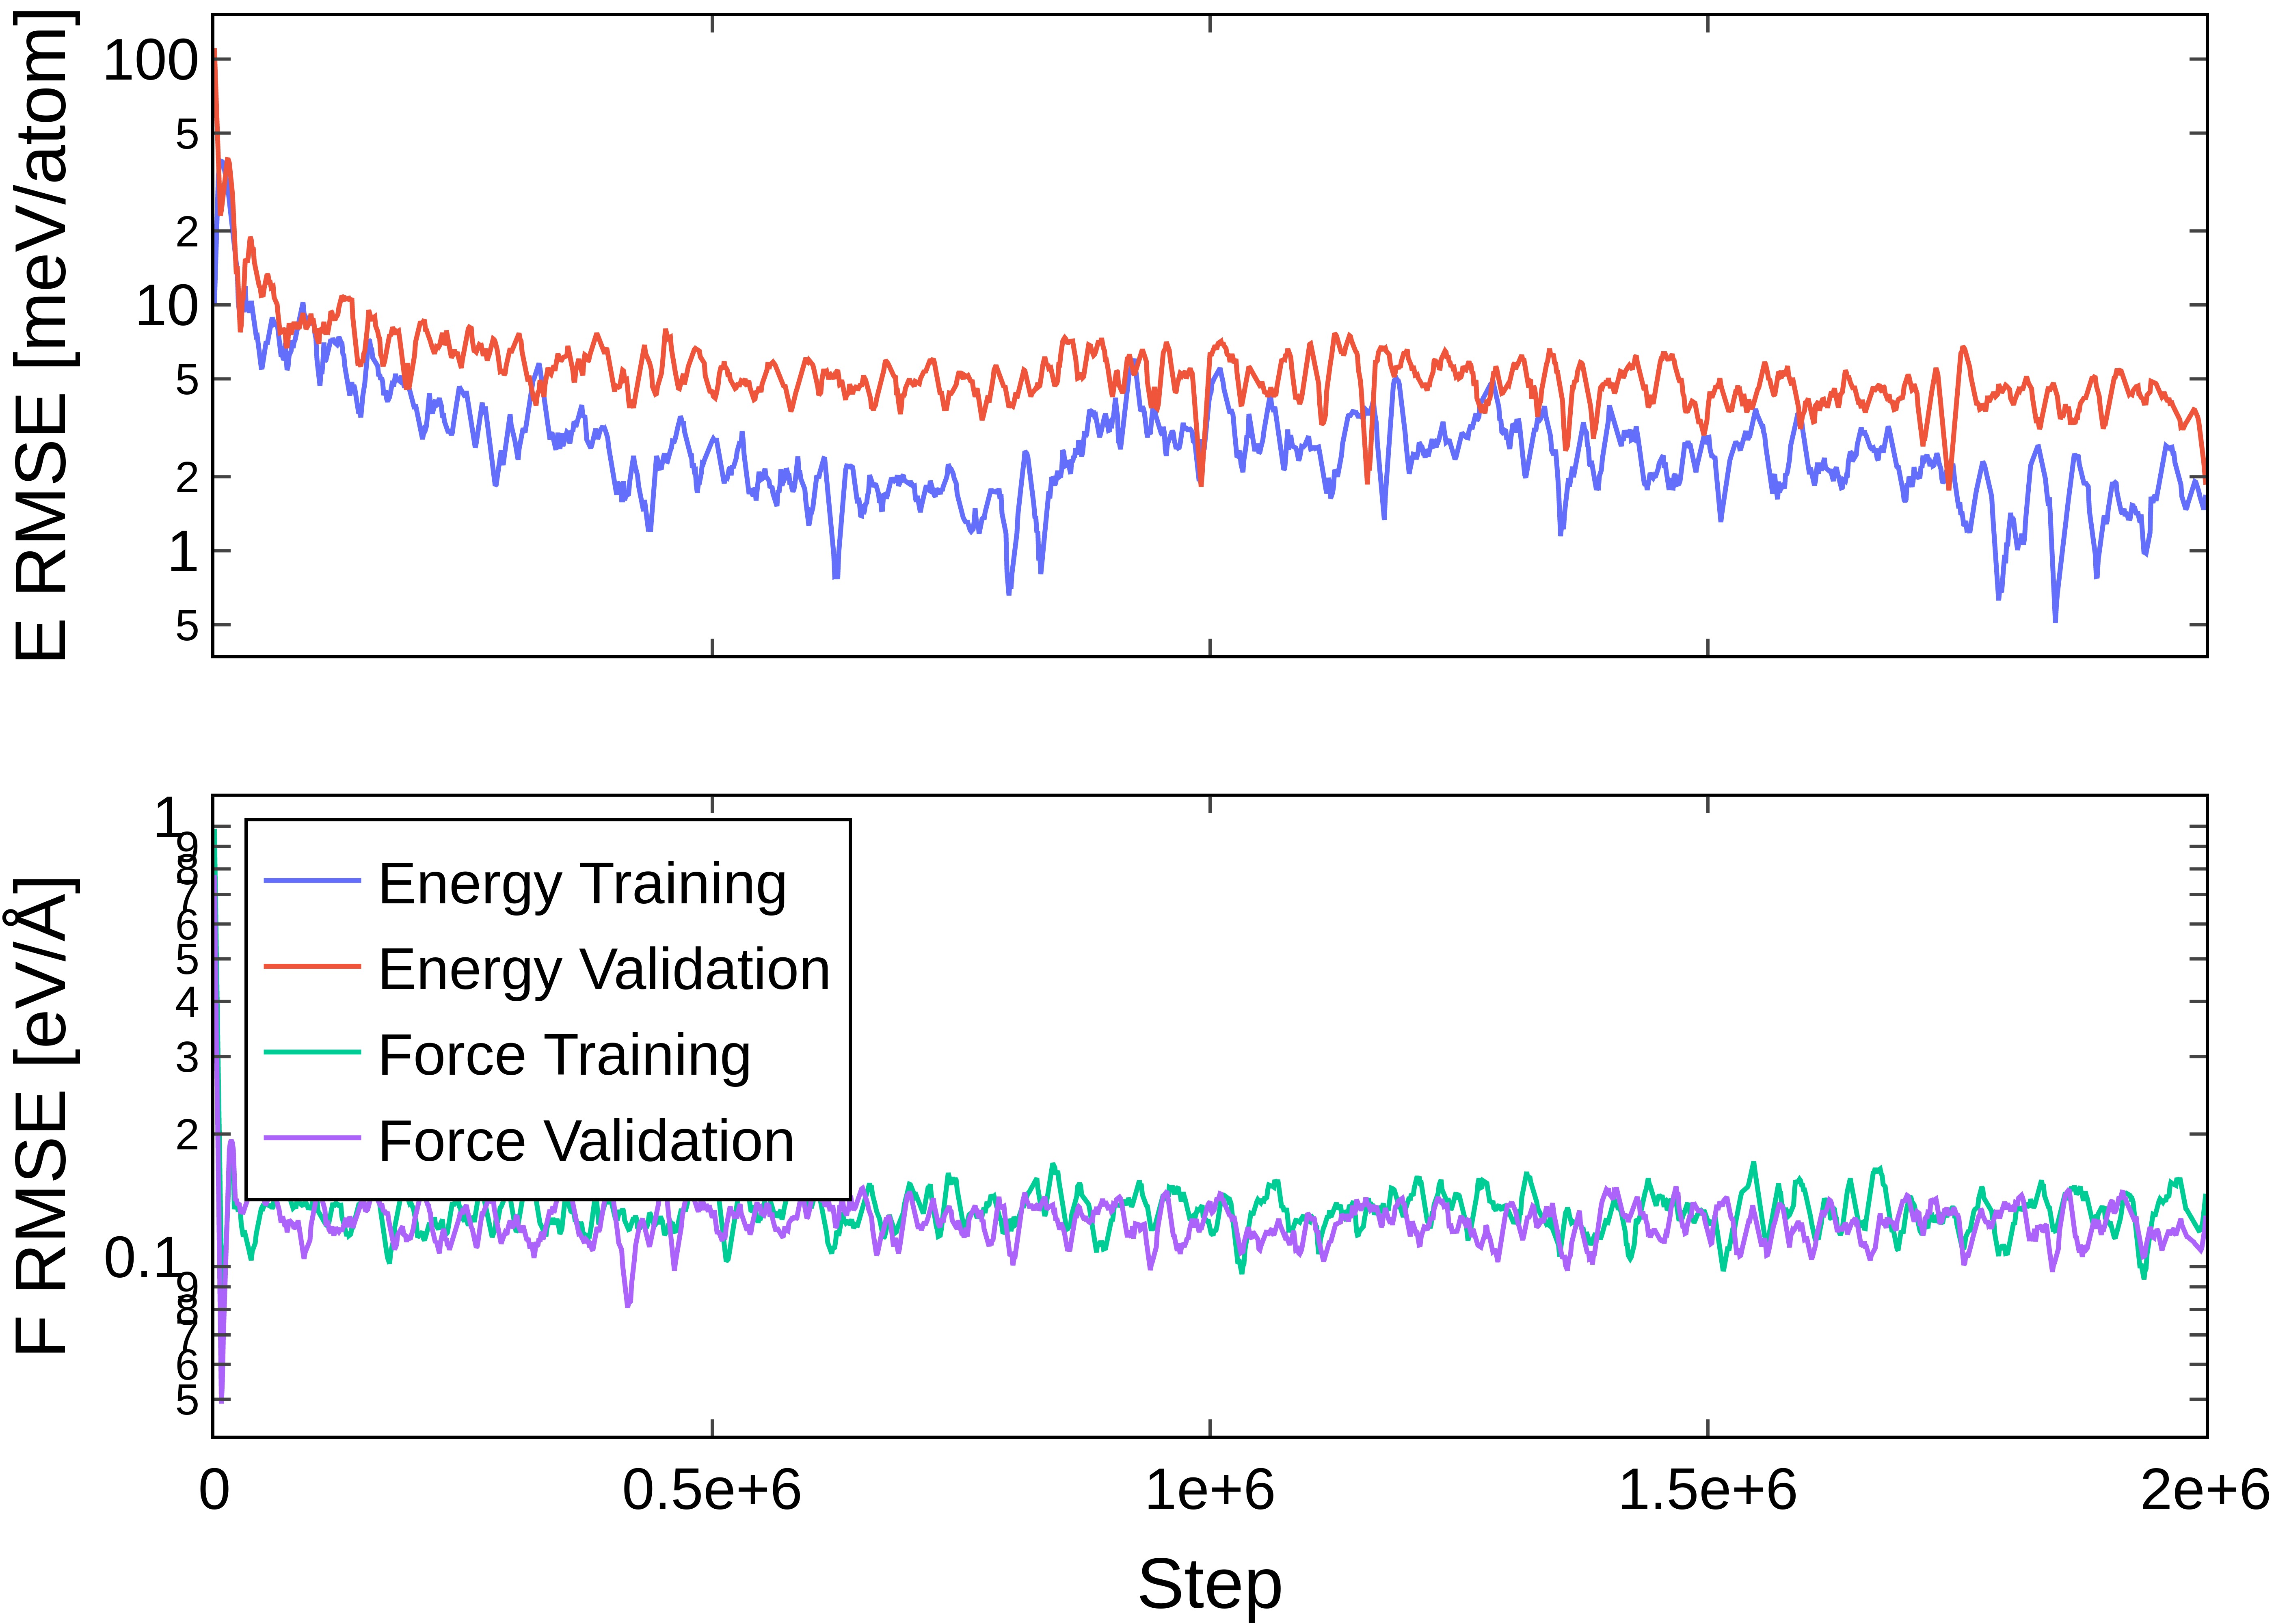 E RMSE [meV/atom]
100
5
2
10
5
2
1
5
F RMSE [eV/Å]
1
9
8
7
6
5
4
3
2
0.1
9
8
7
6
5
Energy Training
Energy Validation
Force Training
Force Validation
0 0.5e+6 1e+6 1.5e+6 2e+6
Step